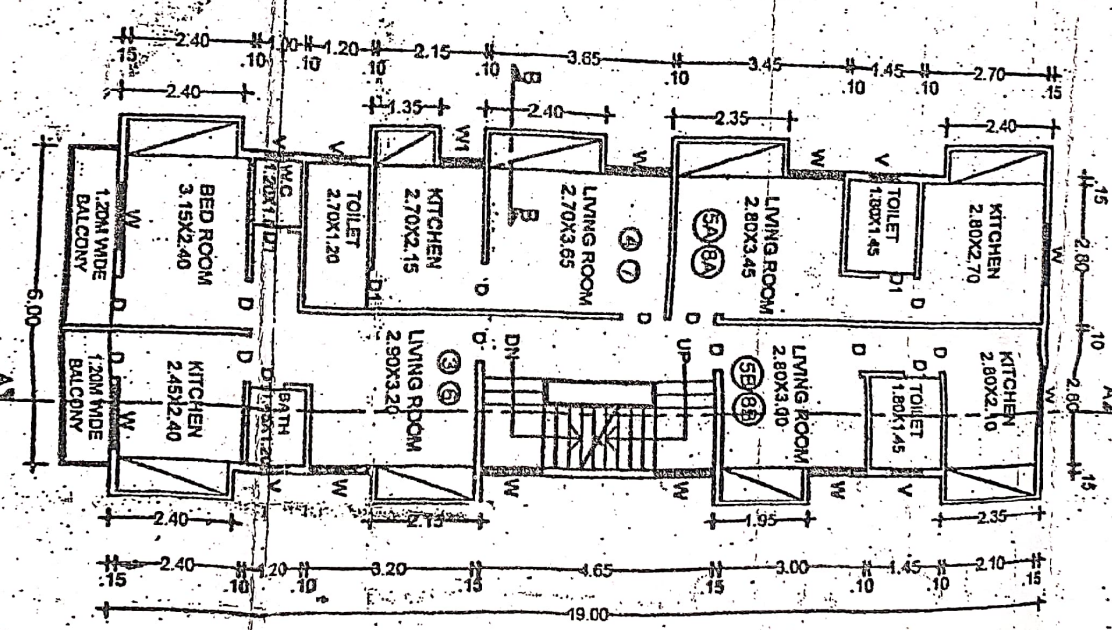 2.40 1.00 1.20 2.15 3.65 3.45 1.45 2.70
.15 .10 .10 .10 .10 .10 .10 .10 .15
2.40 1.35 2.40 2.35 2.40
B
V V W1 W W V
1.20M WIDE
BALCONY
W
BED ROOM
3.15X2.40
W.C.
TOILET
2.70X1.20
KITCHEN
2.70X2.15
B
LIVING ROOM
2.70X3.65
4 7
5A 8A
LIVING ROOM
2.80X3.45
TOILET
1.80X1.45
KITCHEN
2.80X2.70
W
.15
2.80
.10
2.80
.15
6.00
D D D1 D D1 D
D D
1.20M WIDE
BALCONY
W
D D D
KITCHEN
2.45X2.40
BATH
LIVING ROOM
2.90X3.20
3 6
D
DN
UP
D
5B 8B
LIVING ROOM
2.80X3.00
D D
TOILET
1.80X1.45
KITCHEN
2.80X2.10
W
A
V W W W W V
2.40 2.15 1.95 2.35
2.40 1.20 3.20 4.65 3.00 1.45 2.10
.15 .10 .10 .15 .10 .10 .15
19.00